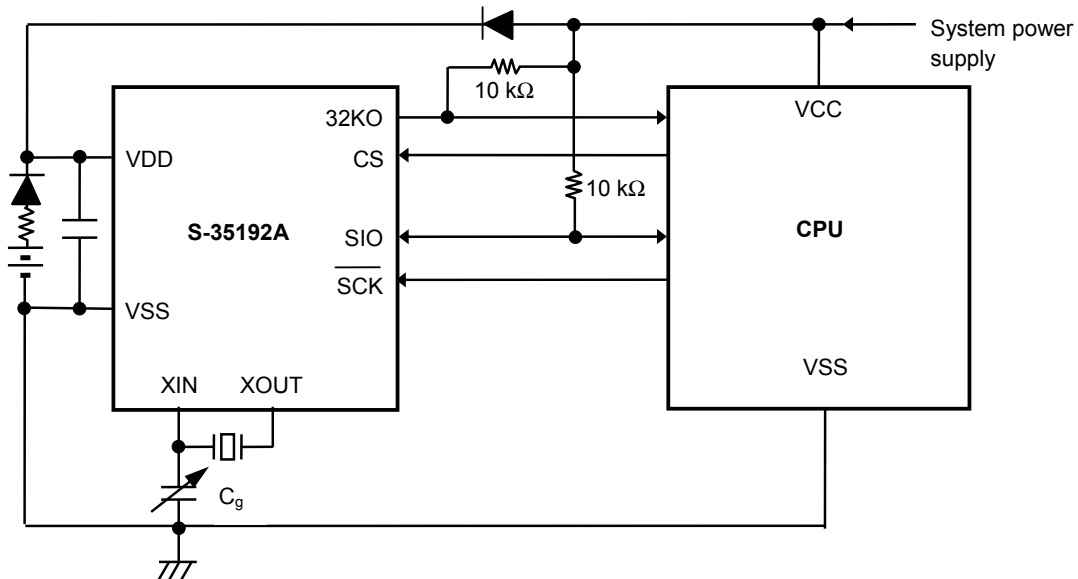 System power
supply
10 kΩ
32KO
VCC
VDD
CS
10 kΩ
S-35192A
SIO
CPU
SCK
VSS
VSS
XIN
XOUT
Cg